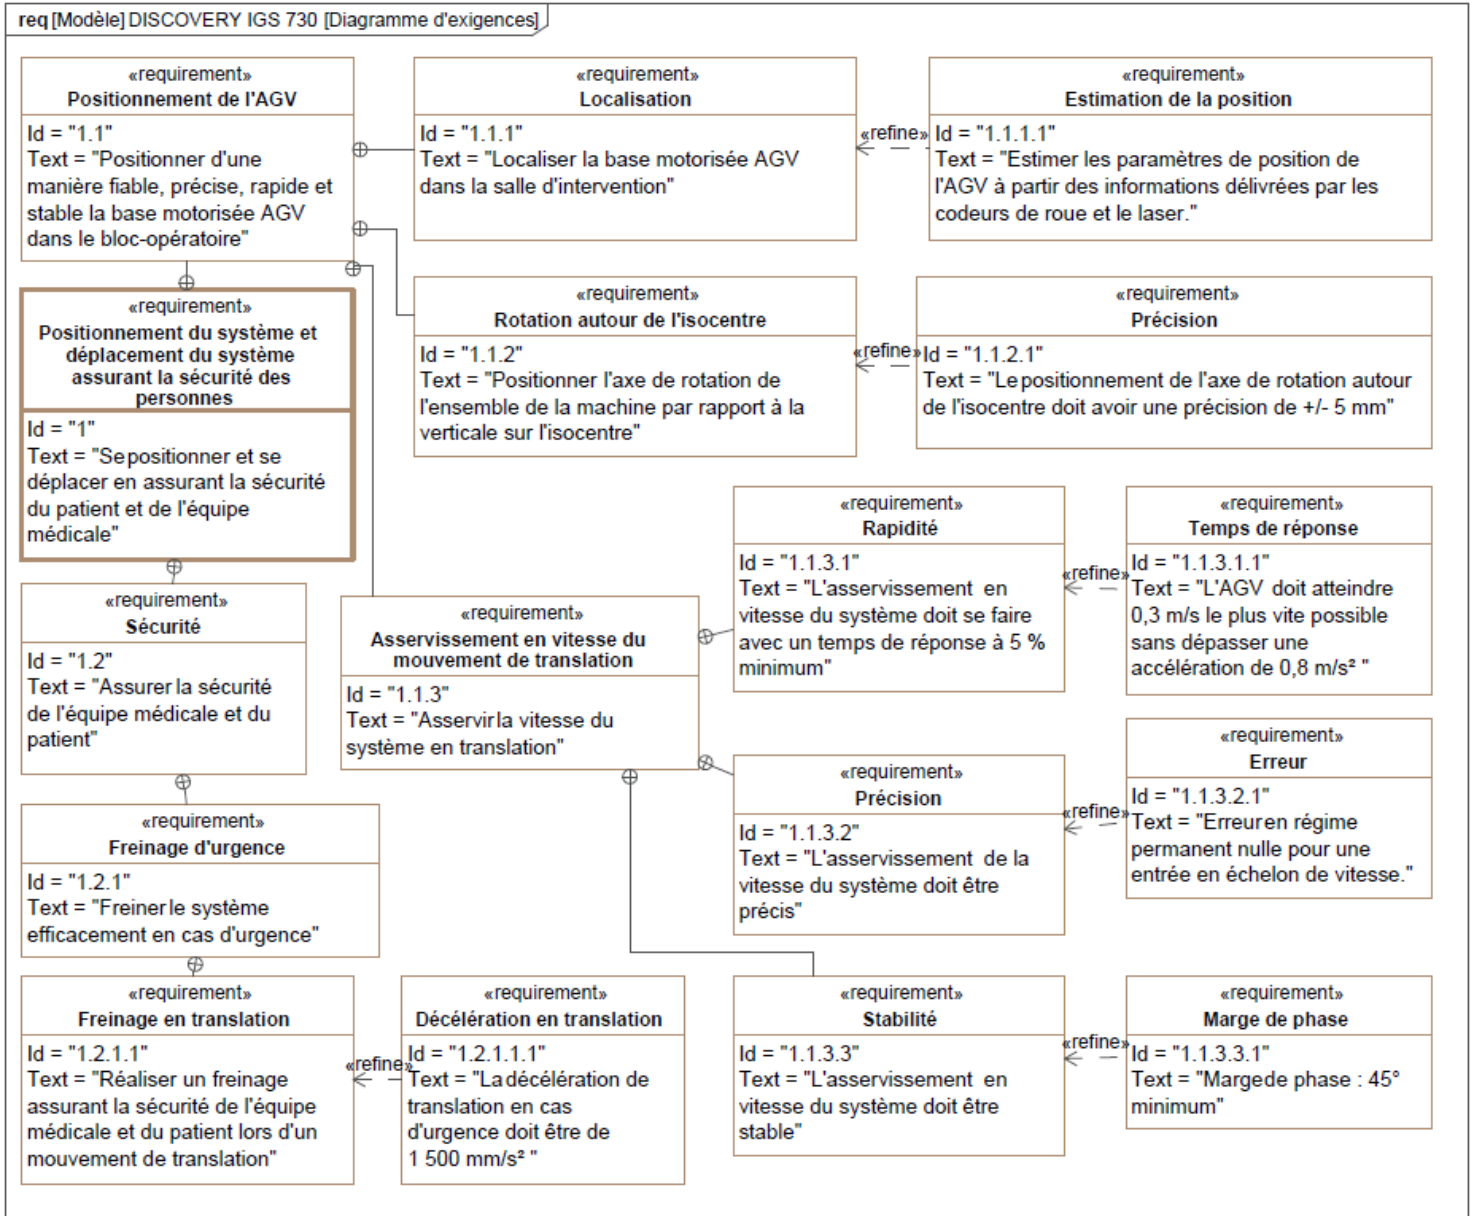 req [Modèle] DISCOVERY IGS 730 [Diagramme d'exigences]
«requirement»
Positionnement de l'AGV
Id = "1.1"
Text = "Positionner d'une
manière fiable, précise, rapide et
stable la base motorisée AGV
dans le bloc-opératoire"
«requirement»
Localisation
Id = "1.1.1"
Text = "Localiser la base motorisée AGV
dans la salle d'intervention"
«refine»
«requirement»
Estimation de la position
Id = "1.1.1.1"
Text = "Estimer les paramètres de position de
l'AGV à partir des informations délivrées par les
codeurs de roue et le laser."
«requirement»
Positionnement du système et
déplacement du système
assurant la sécurité des
personnes
Id = "1"
Text = "Se positionner et se
déplacer en assurant la sécurité
du patient et de l'équipe
médicale"
«requirement»
Rotation autour de l'isocentre
Id = "1.1.2"
Text = "Positionner l'axe de rotation de
l'ensemble de la machine par rapport à la
verticale sur l'isocentre"
«refine»
«requirement»
Précision
Id = "1.1.2.1"
Text = "Le positionnement de l'axe de rotation autour
de l'isocentre doit avoir une précision de +/- 5 mm"
«requirement»
Rapidité
Id = "1.1.3.1"
Text = "L'asservissement en
vitesse du système doit se faire
avec un temps de réponse à 5 %
minimum"
«refine»
«requirement»
Temps de réponse
Id = "1.1.3.1.1"
Text = "L'AGV doit atteindre
0,3 m/s le plus vite possible
sans dépasser une
accélération de 0,8 m/s² "
«requirement»
Sécurité
Id = "1.2"
Text = "Assurer la sécurité
de l'équipe médicale et du
patient"
«requirement»
Asservissement en vitesse du
mouvement de translation
Id = "1.1.3"
Text = "Asservir la vitesse du
système en translation"
«requirement»
Précision
Id = "1.1.3.2"
Text = "L'asservissement de la
vitesse du système doit être
précis"
«refine»
«requirement»
Erreur
Id = "1.1.3.2.1"
Text = "Erreur en régime
permanent nulle pour une
entrée en échelon de vitesse."
«requirement»
Freinage d'urgence
Id = "1.2.1"
Text = "Freiner le système
efficacement en cas d'urgence"
«requirement»
Freinage en translation
Id = "1.2.1.1"
Text = "Réaliser un freinage
assurant la sécurité de l'équipe
médicale et du patient lors d'un
mouvement de translation"
«refine»
«requirement»
Décélération en translation
Id = "1.2.1.1.1"
Text = "La décélération de
translation en cas
d'urgence doit être de
1 500 mm/s² "
«requirement»
Stabilité
Id = "1.1.3.3"
Text = "L'asservissement en
vitesse du système doit être
stable"
«refine»
«requirement»
Marge de phase
Id = "1.1.3.3.1"
Text = "Marge de phase : 45°
minimum"